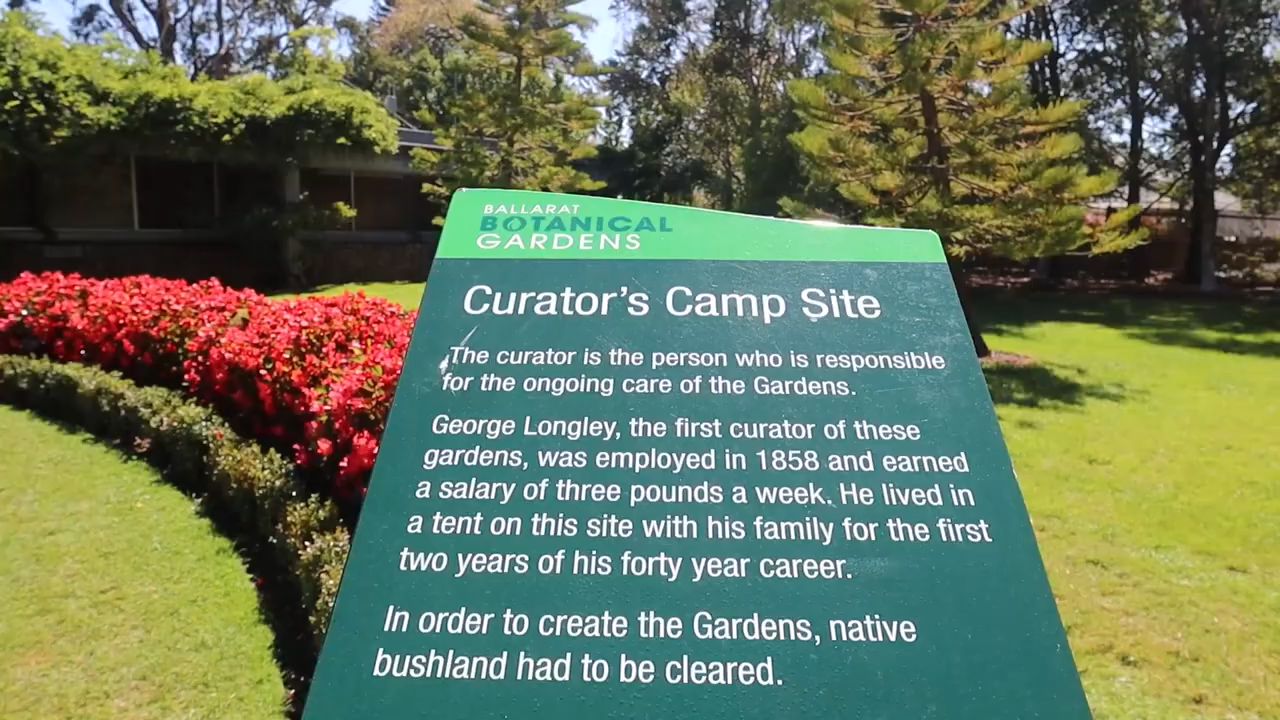 BALLARAT
BOTANICAL
GARDENS
Curator's Camp Site
The curator is the person who is responsible
for the ongoing care of the Gardens.
George Longley, the first curator of these
gardens, was employed in 1858 and earned
a salary of three pounds a week. He lived in
a tent on this site with his family for the first
two years of his forty year career.
In order to create the Gardens, native
bushland had to be cleared.